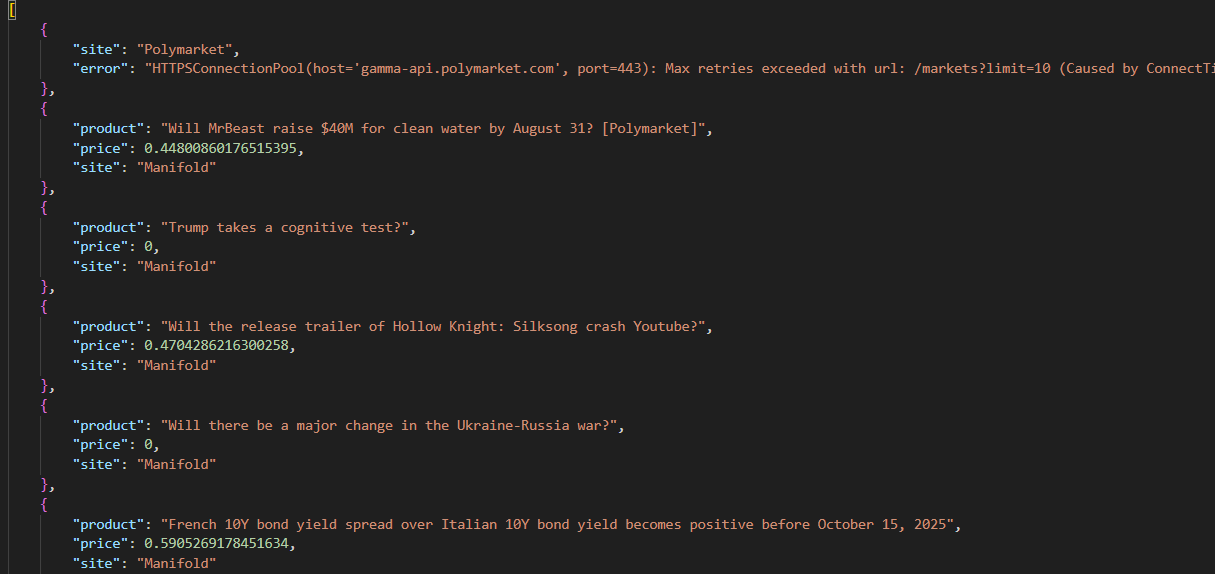 [
{
"site": "Polymarket",
"error": "HTTPSConnectionPool(host='gamma-api.polymarket.com', port=443): Max retries exceeded with url: /markets?limit=10 (Caused by ConnectTi
},
{
"product": "Will MrBeast raise $40M for clean water by August 31? [Polymarket]",
"price": 0.44800860176515395,
"site": "Manifold"
},
{
"product": "Trump takes a cognitive test?",
"price": 0,
"site": "Manifold"
},
{
"product": "Will the release trailer of Hollow Knight: Silksong crash Youtube?",
"price": 0.4704286216300258,
"site": "Manifold"
},
{
"product": "Will there be a major change in the Ukraine-Russia war?",
"price": 0,
"site": "Manifold"
},
{
"product": "French 10Y bond yield spread over Italian 10Y bond yield becomes positive before October 15, 2025",
"price": 0.5905269178451634,
"site": "Manifold"